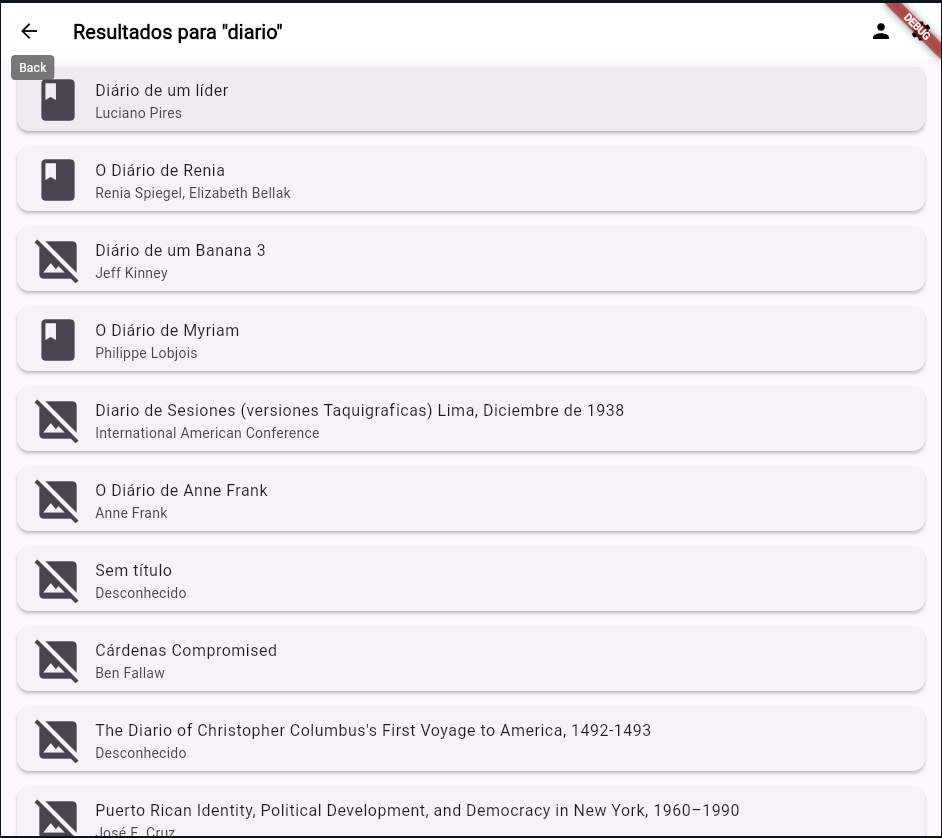 Resultados para "diario"
DEBUG
Back
Diário de um líder
Luciano Pires
O Diário de Renia
Renia Spiegel, Elizabeth Bellak
Diário de um Banana 3
Jeff Kinney
O Diário de Myriam
Philippe Lobjois
Diario de Sesiones (versiones Taquigraficas) Lima, Diciembre de 1938
International American Conference
O Diário de Anne Frank
Anne Frank
Sem título
Desconhecido
Cárdenas Compromised
Ben Fallaw
The Diario of Christopher Columbus's First Voyage to America, 1492-1493
Desconhecido
Puerto Rican Identity, Political Development, and Democracy in New York, 1960–1990
José E. Cruz